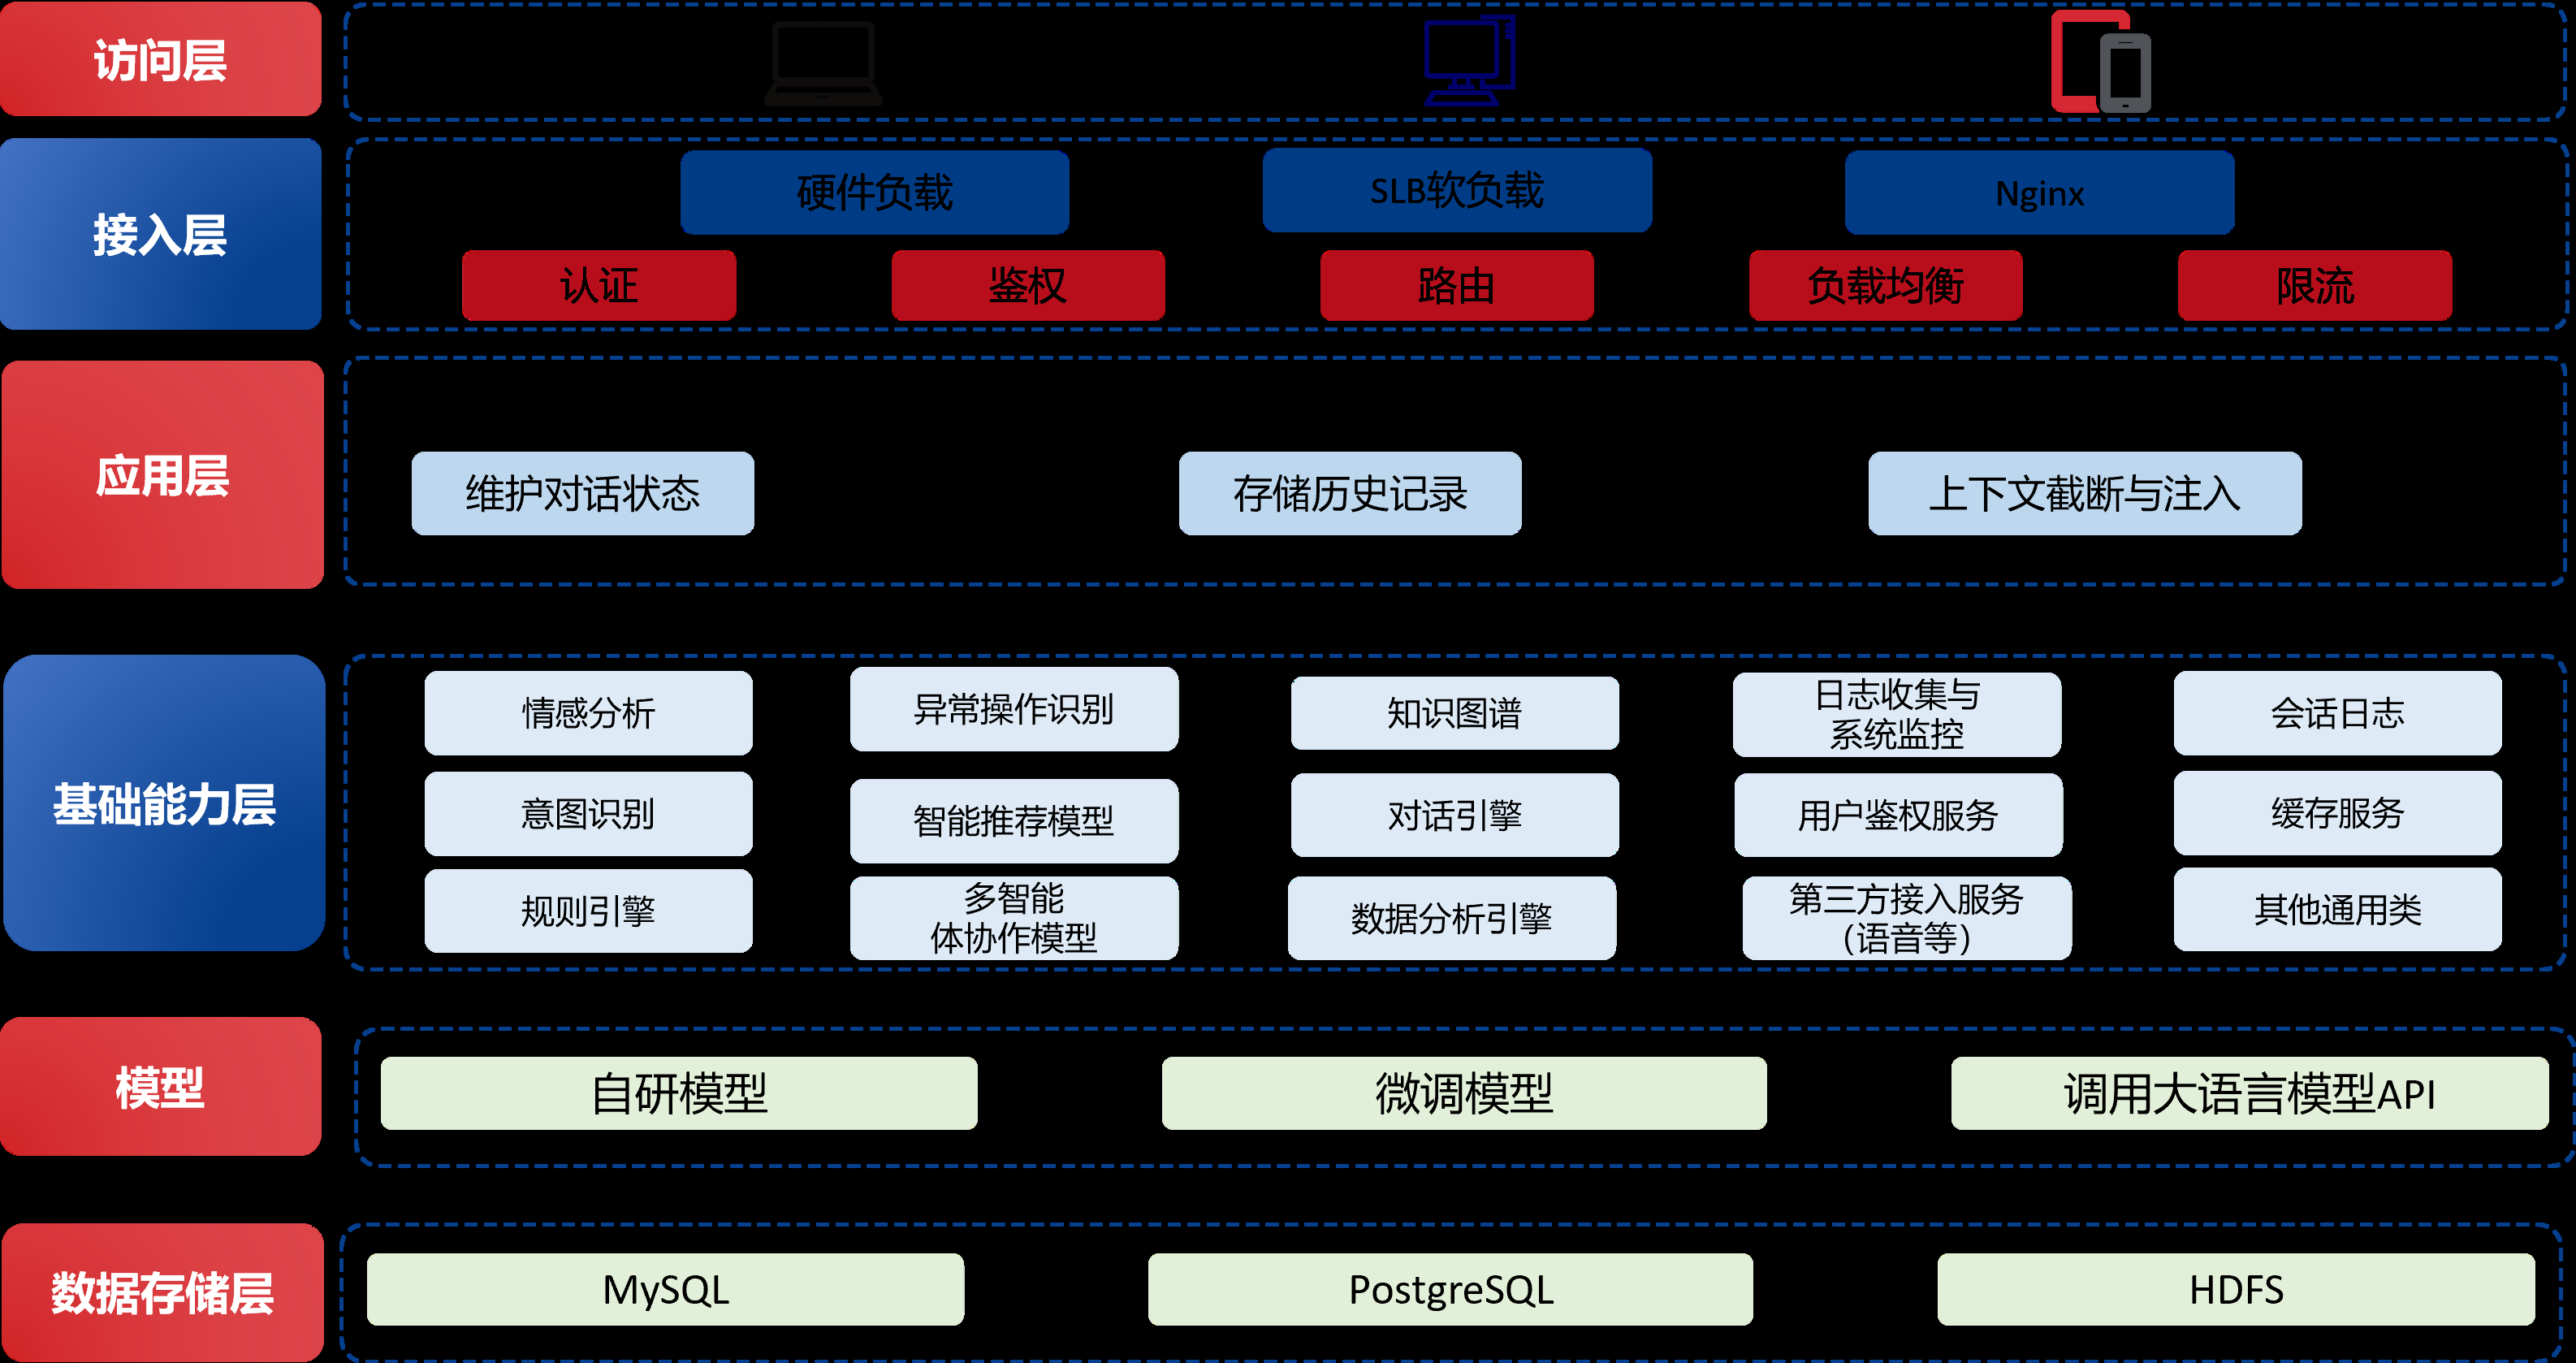 访问层
接入层
硬件负载
SLB软负载
Nginx
认证
鉴权
路由
负载均衡
限流
应用层
维护对话状态
存储历史记录
上下文截断与注入
基础能力层
情感分析
异常操作识别
知识图谱
日志收集与
系统监控
会话日志
意图识别
智能推荐模型
对话引擎
用户鉴权服务
缓存服务
规则引擎
多智能
体协作模型
数据分析引擎
第三方接入服务
（语音等）
其他通用类
模型
自研模型
微调模型
调用大语言模型API
数据存储层
MySQL
PostgreSQL
HDFS